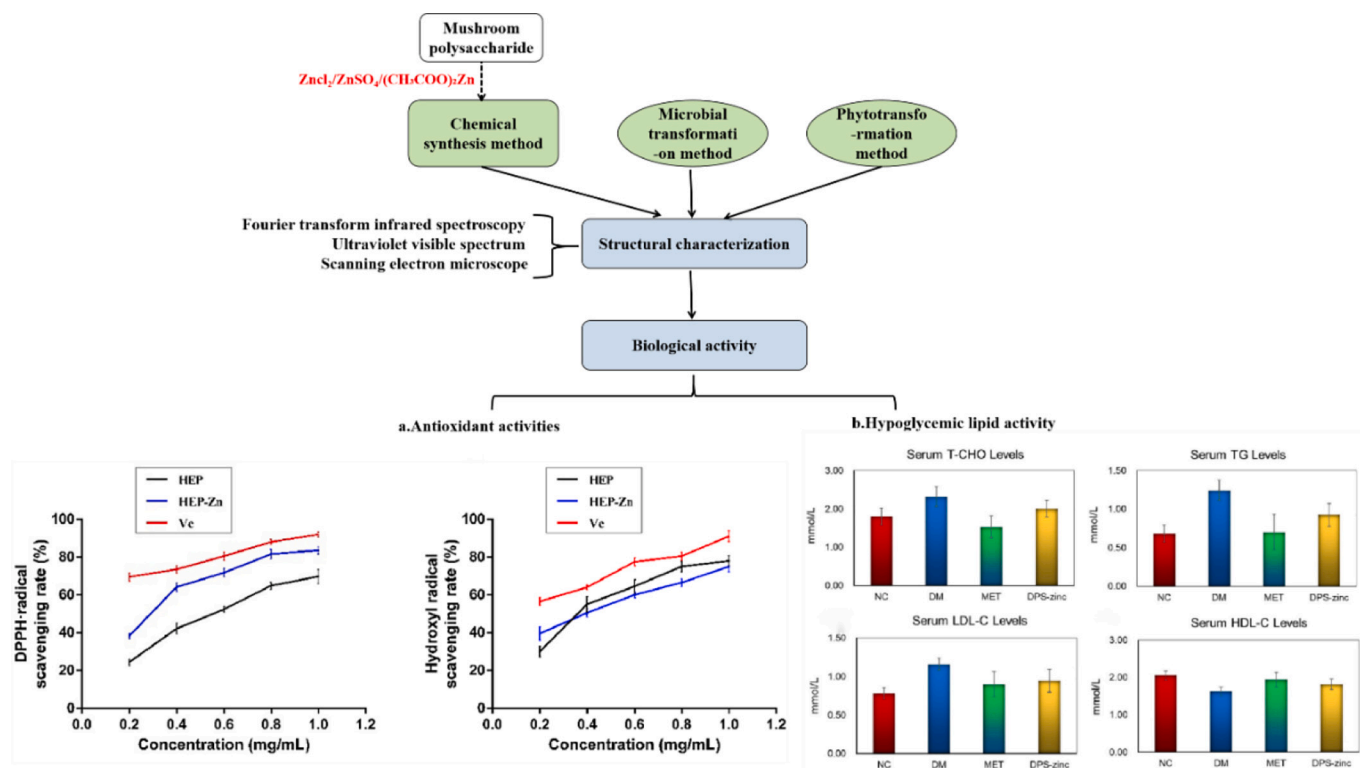 Mushroom
polysaccharide
Zncl₂/ZnSO₄/(CH₃COO)₂Zn
Chemical
synthesis method
Microbial
transformati
-on method
Phytotransfo
-rmation
method
Fourier transform infrared spectroscopy
Ultraviolet visible spectrum
Scanning electron microscope
Structural characterization
Biological activity
a.Antioxidant activities
b.Hypoglycemic lipid activity
HEP
HEP-Zn
Vc
DPPH·radical
scavenging rate (%)
100
80
60
40
20
0
0.0 0.2 0.4 0.6 0.8 1.0 1.2
Concentration (mg/mL)
HEP
HEP-Zn
Vc
Hydroxyl radical
scavenging rate (%)
100
80
60
40
20
0
0.0 0.2 0.4 0.6 0.8 1.0 1.2
Concentration (mg/mL)
Serum T-CHO Levels
mmol/L
3.00
2.00
1.00
0.00
NC DM MET DPS-zinc
Serum TG Levels
mmol/L
1.50
1.00
0.50
0.00
NC DM MET DPS-zinc
Serum LDL-C Levels
mmol/L
1.50
1.00
0.50
0.00
NC DM MET DPS-zinc
Serum HDL-C Levels
mmol/L
3.00
2.00
1.00
0.00
NC DM MET DPS-zinc